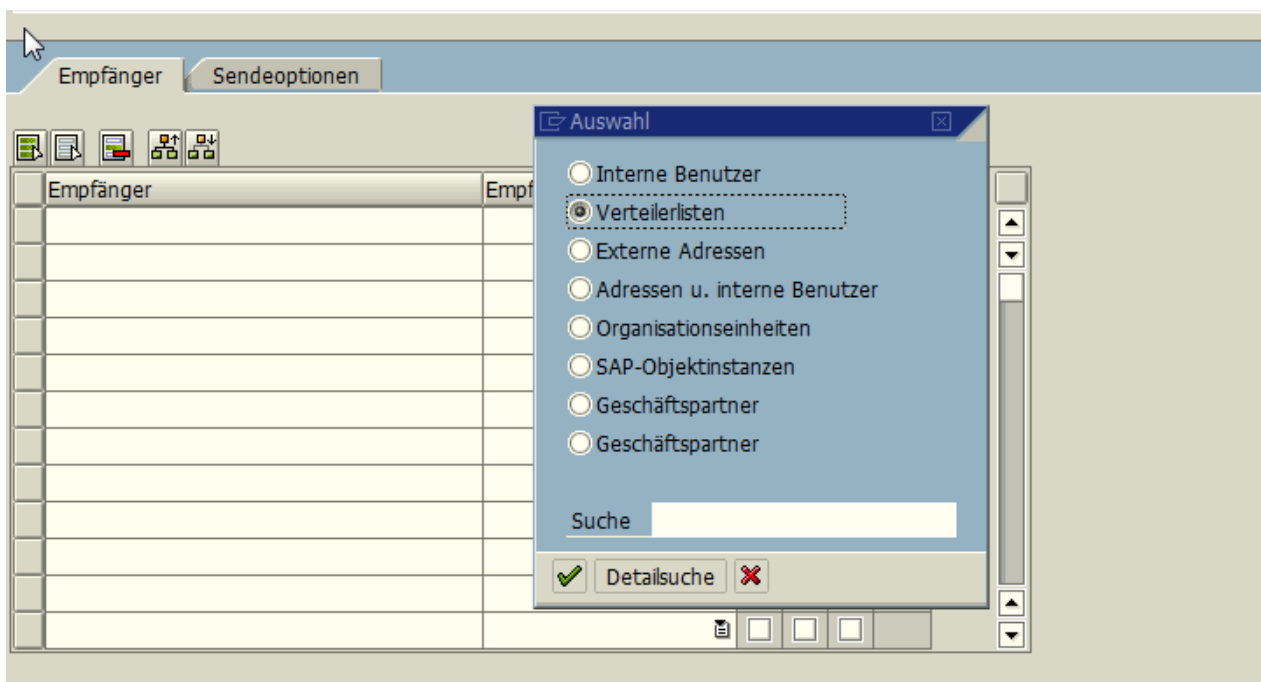 Empfänger Sendeoptionen
Auswahl
Empfänger Empf
Interne Benutzer
Verteilerlisten
Externe Adressen
Adressen u. interne Benutzer
Organisationseinheiten
SAP-Objektinstanzen
Geschäftspartner
Geschäftspartner
Suche
Detailsuche